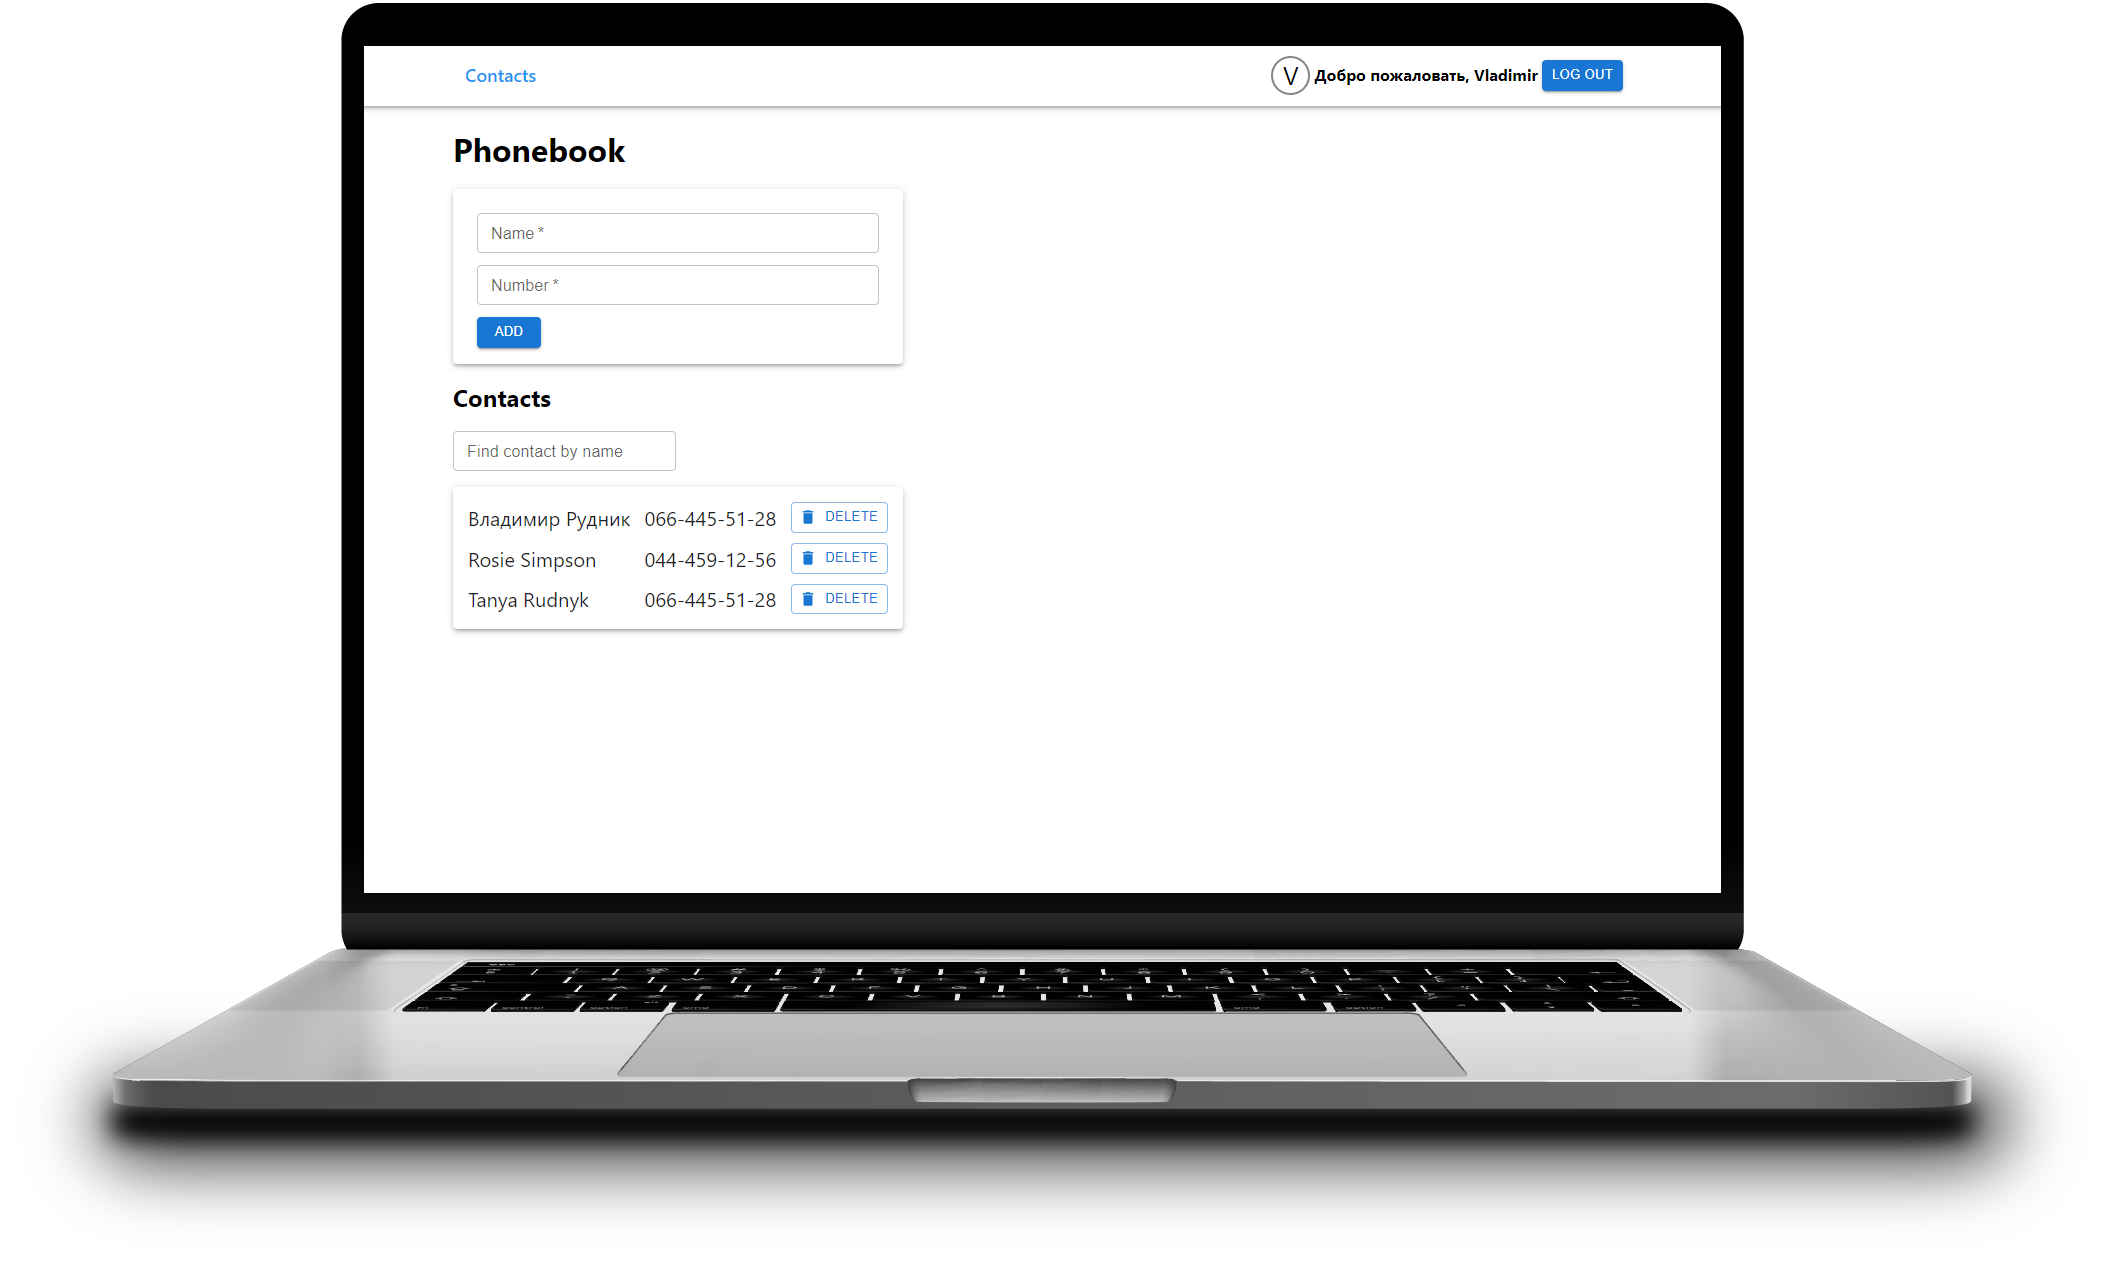 Contacts
V Добро пожаловать, Vladimir LOG OUT
Phonebook
Name *
Number *
ADD
Contacts
Find contact by name
Владимир Рудник 066-445-51-28 DELETE
Rosie Simpson 044-459-12-56 DELETE
Tanya Rudnyk 066-445-51-28 DELETE